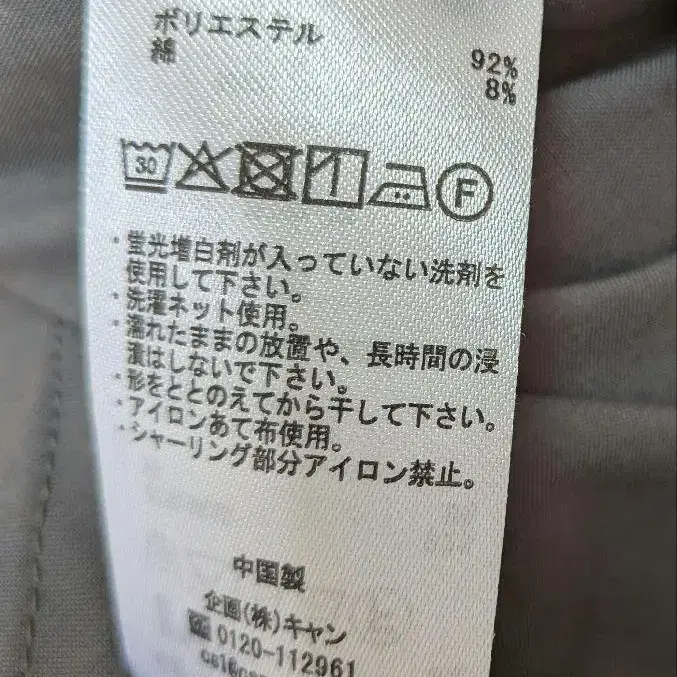 ポリエステル 92%
綿 8%
30 F
・蛍光増白剤が入っていない洗剤を
使用して下さい。
・洗濯ネット使用。
・濡れたままの放置や、長時間の浸
漬はしないで下さい。
・形をととのえてから干して下さい。
・アイロンあて布使用。
・シャーリング部分アイロン禁止。
中国製
企画(株)キャン
0120-112961